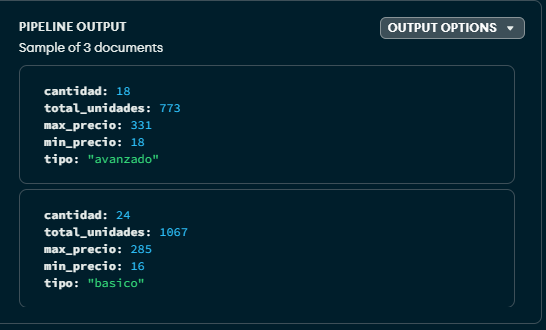 PIPELINE OUTPUT
OUTPUT OPTIONS
Sample of 3 documents
cantidad: 18
total_unidades: 773
max_precio: 331
min_precio: 18
tipo: "avanzado"
cantidad: 24
total_unidades: 1067
max_precio: 285
min_precio: 16
tipo: "basico"